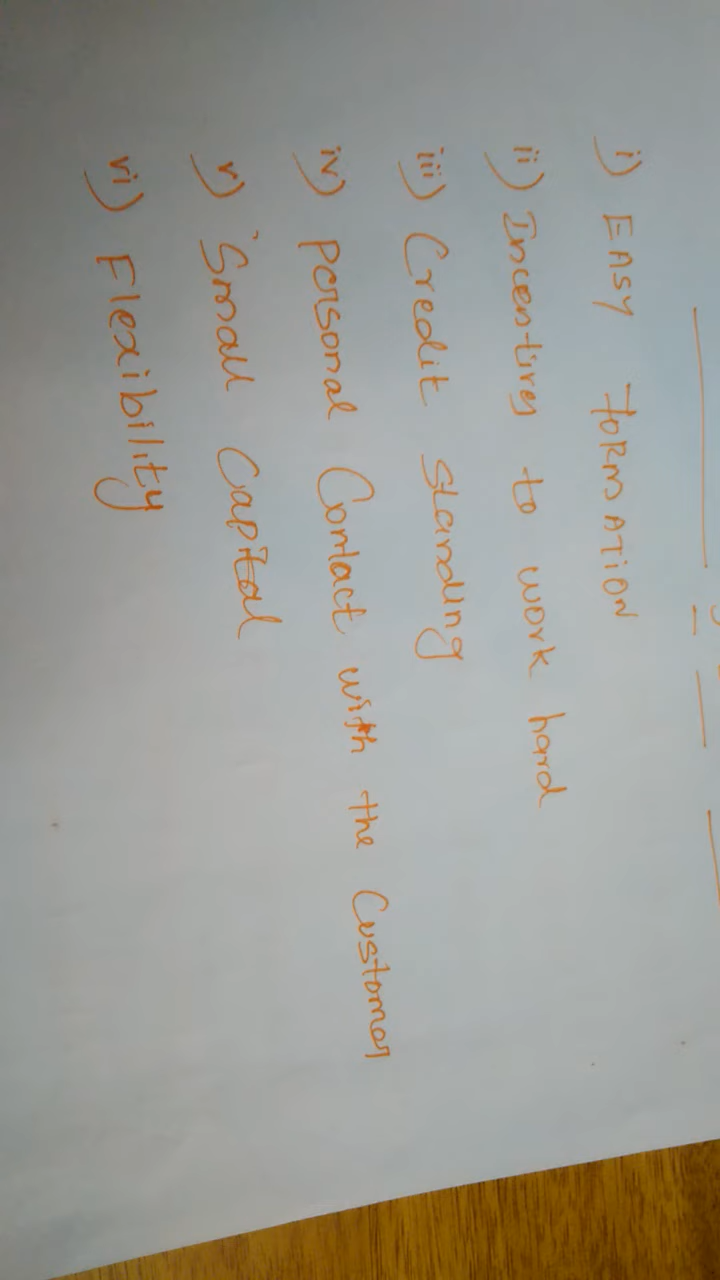 i) EASY FORMATION
ii) Incentives to work hard
iii) Credit standing
iv) personal Contact with the Customer
v) Small Capital
vi) Flexibility